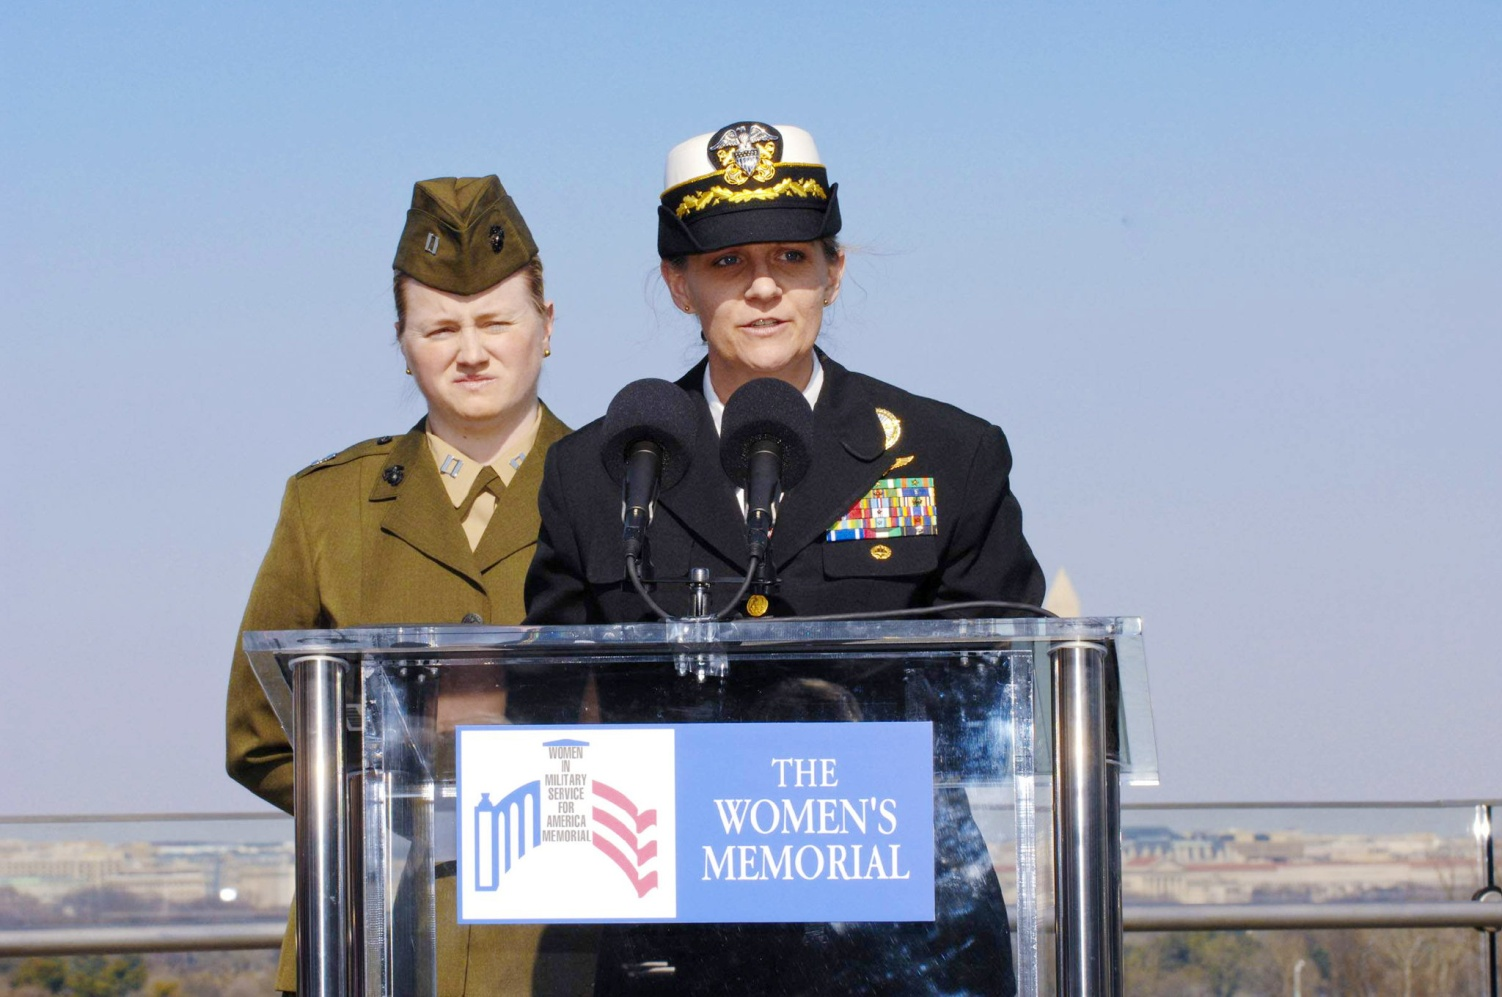 WOMEN
IN
MILITARY
SERVICE
FOR
AMERICA
MEMORIAL
THE
WOMEN'S
MEMORIAL